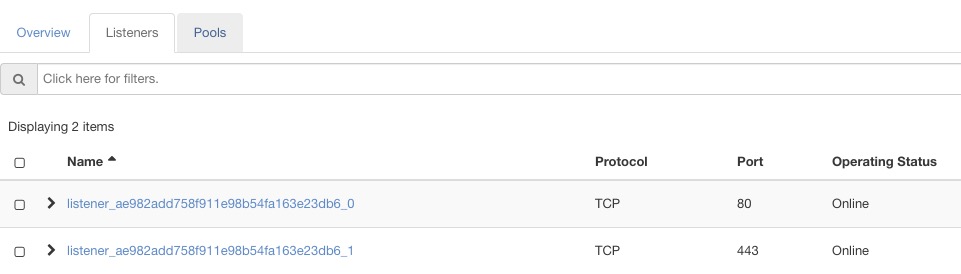 Overview Listeners Pools
Click here for filters.
Displaying 2 items
Name Protocol Port Operating Status
listener_ae982add758f911e98b54fa163e23db6_0 TCP 80 Online
listener_ae982add758f911e98b54fa163e23db6_1 TCP 443 Online